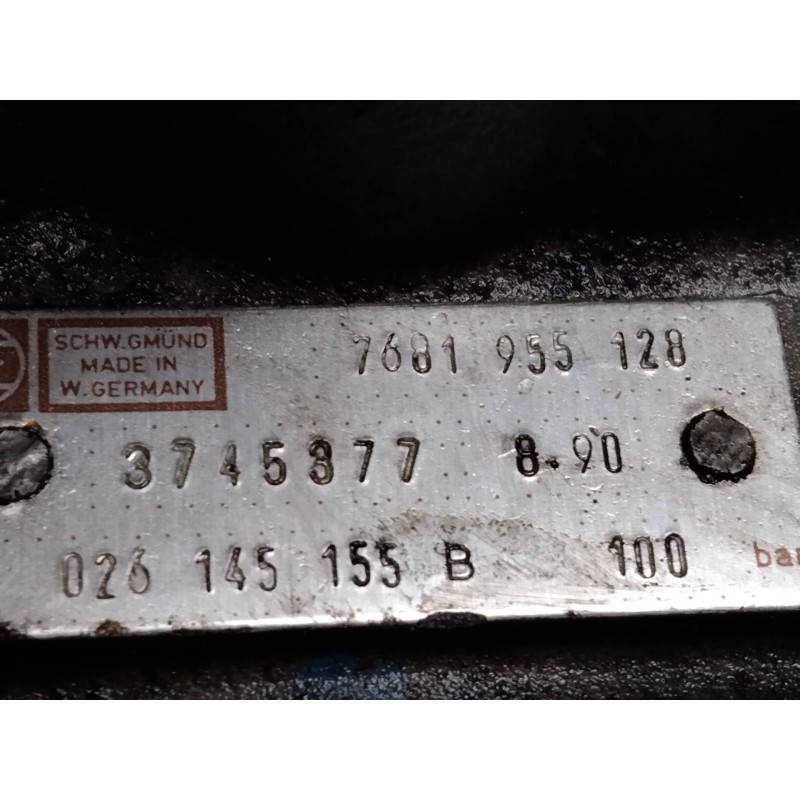 SCHW.GMÜND
MADE IN
W.GERMANY
7681 955 128
3745377 8.90
026 145 155 B 100